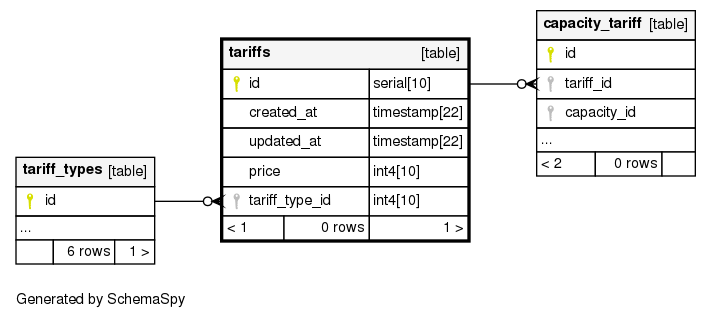 tariff_types [table]
id
...
6 rows 1 >
tariffs [table]
id serial[10]
created_at timestamp[22]
updated_at timestamp[22]
price int4[10]
tariff_type_id int4[10]
< 1 0 rows 1 >
capacity_tariff [table]
id
tariff_id
capacity_id
...
< 2 0 rows
Generated by SchemaSpy